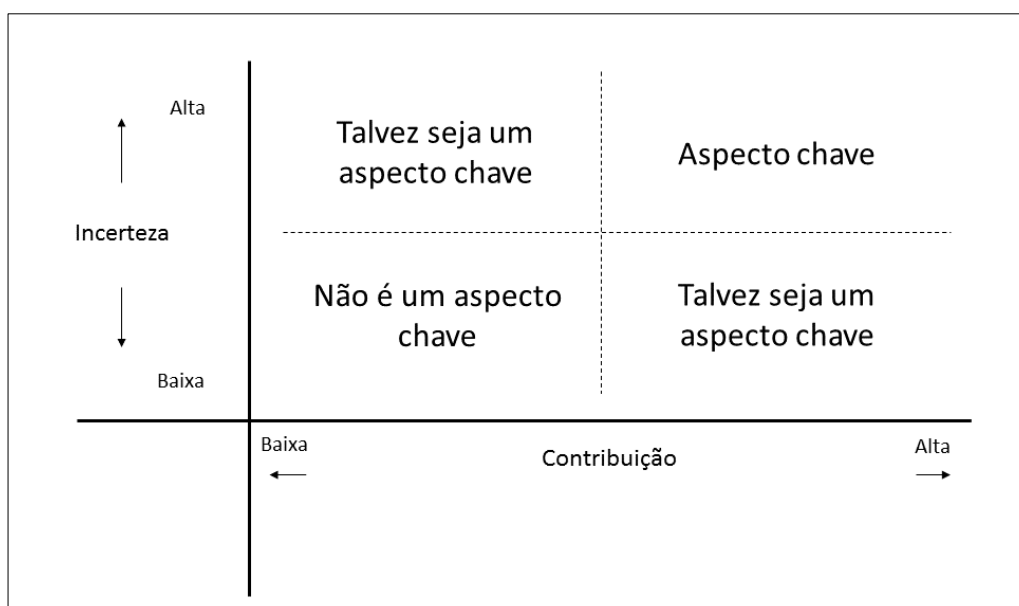 Alta
Talvez seja um
aspecto chave
Aspecto chave
Incerteza
Não é um aspecto
chave
Talvez seja um
aspecto chave
Baixa
Baixa
Contribuição
Alta